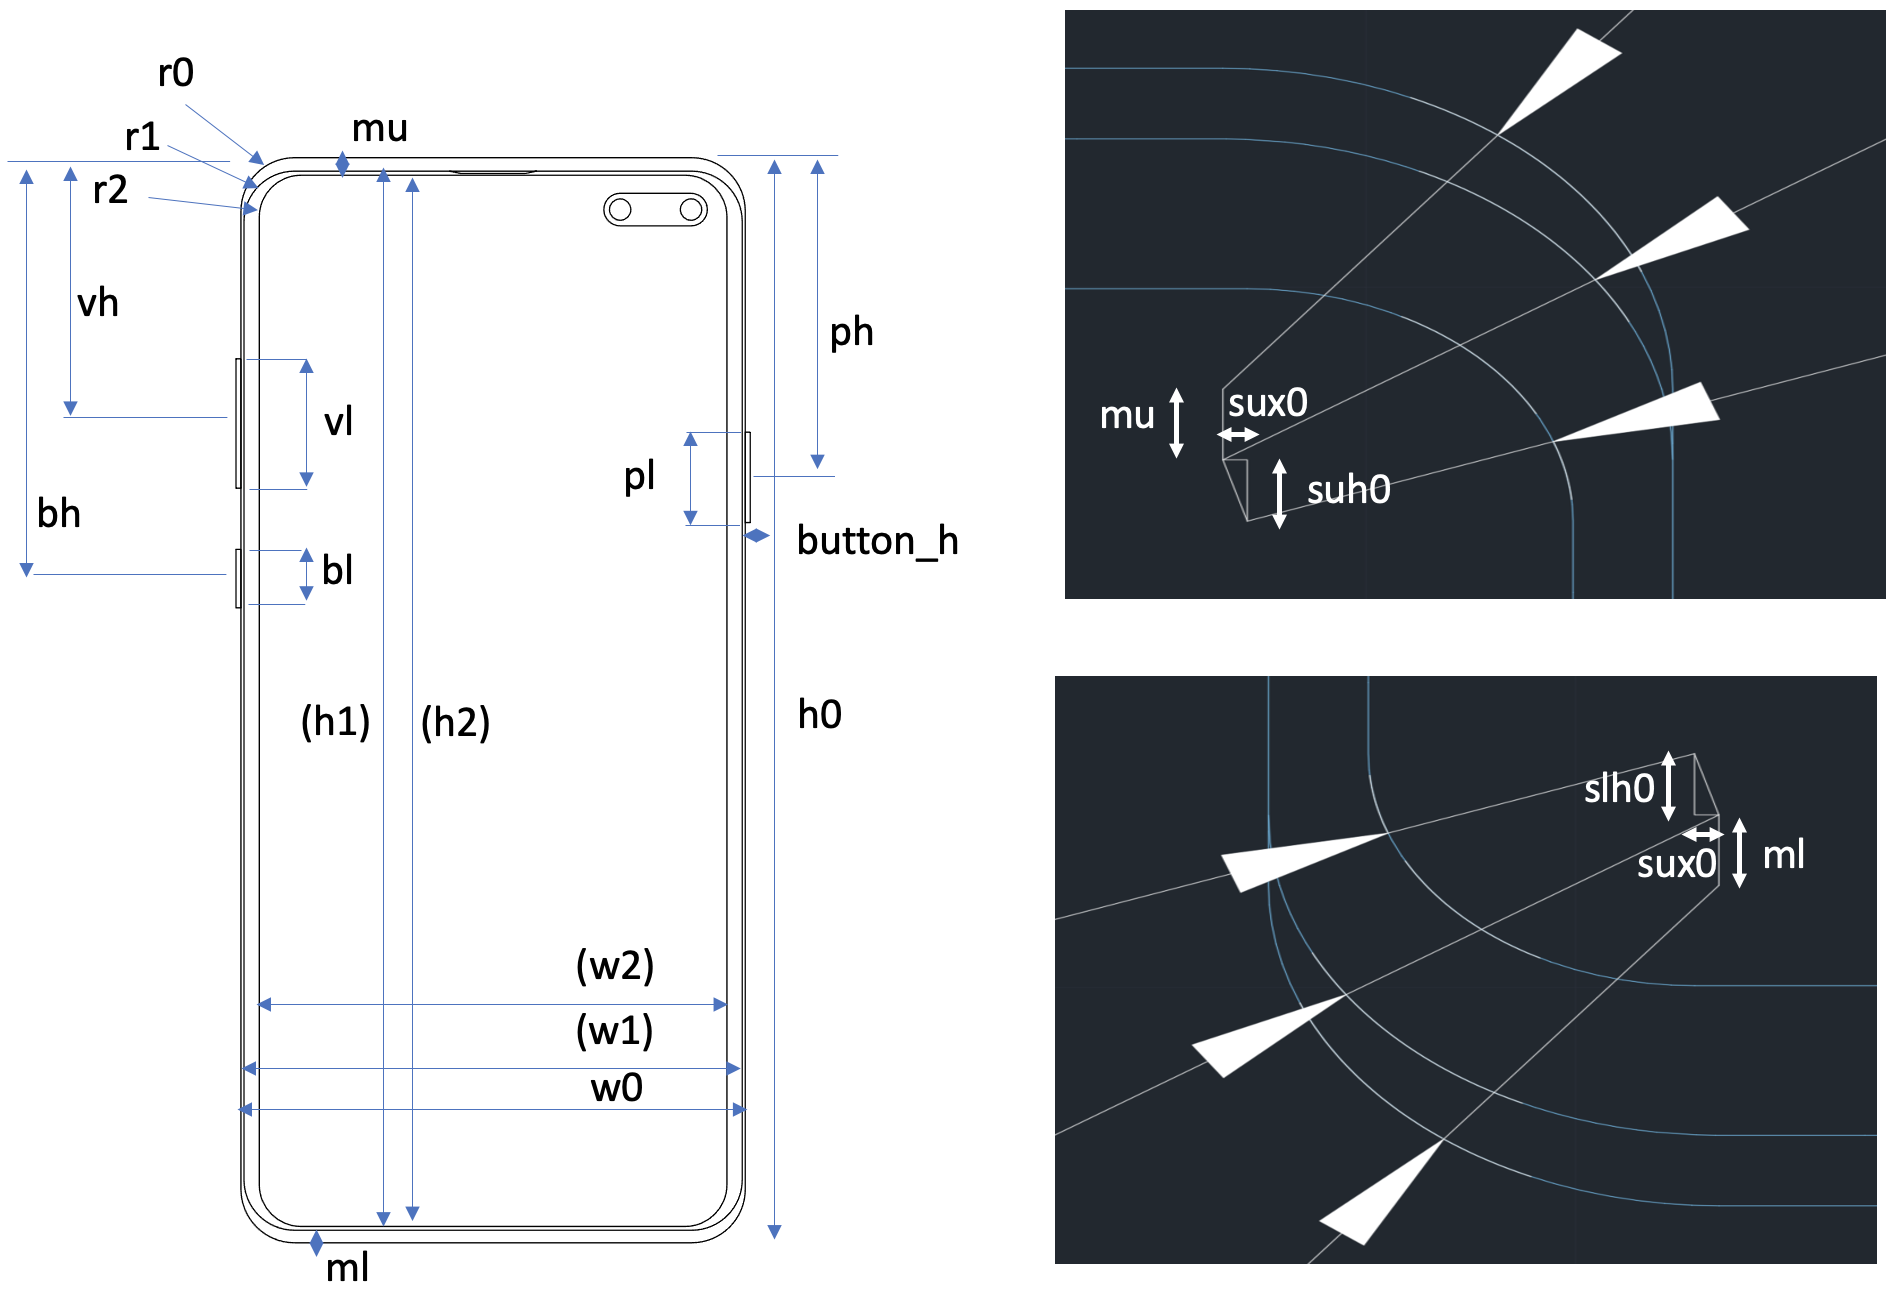 r0
mu
r1
r2
vh
ph
vl
pl
bh
button_h
bl
(h1)
(h2)
h0
(w2)
(w1)
w0
ml
mu
sux0
suh0
slh0
sux0
ml